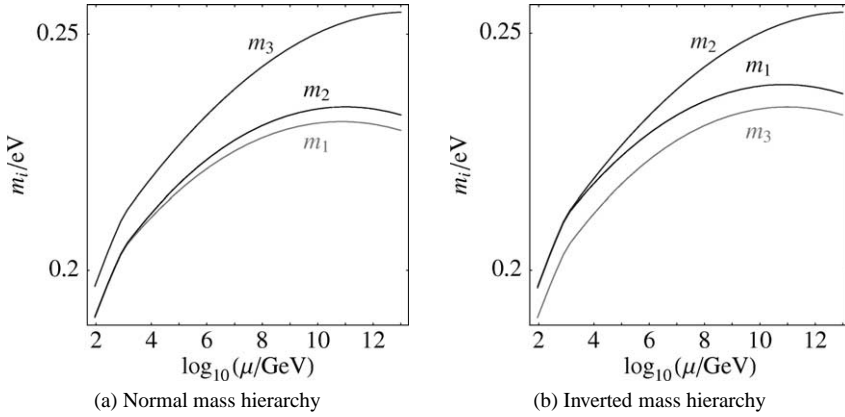 0.25
m₃
m₂
m₁
mᵢ/eV
0.2
2 4 6 8 10 12
log₁₀(μ/GeV)
(a) Normal mass hierarchy
0.25
m₂
m₁
m₃
mᵢ/eV
0.2
2 4 6 8 10 12
log₁₀(μ/GeV)
(b) Inverted mass hierarchy